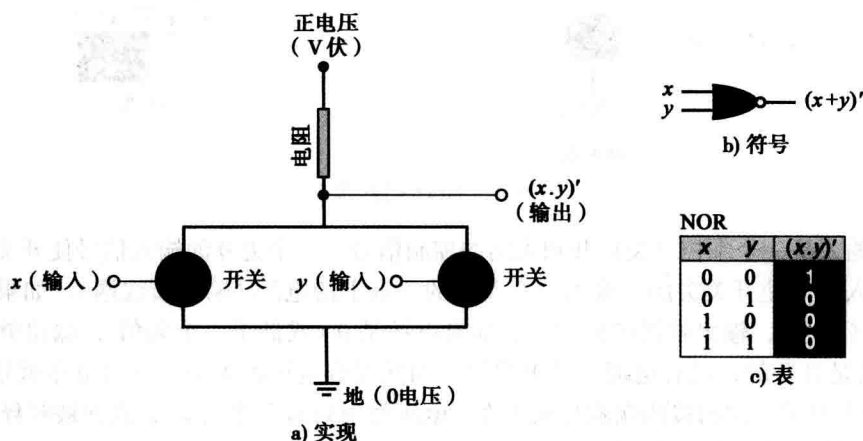 正电压
（V伏）
电阻
(x.y)′
（输出）
x（输入）
开关
y（输入）
开关
地（0电压）
a) 实现
x
y
(x+y)′
b) 符号
NOR
x y (x.y)′
0 0 1
0 1 0
1 0 0
1 1 0
c) 表